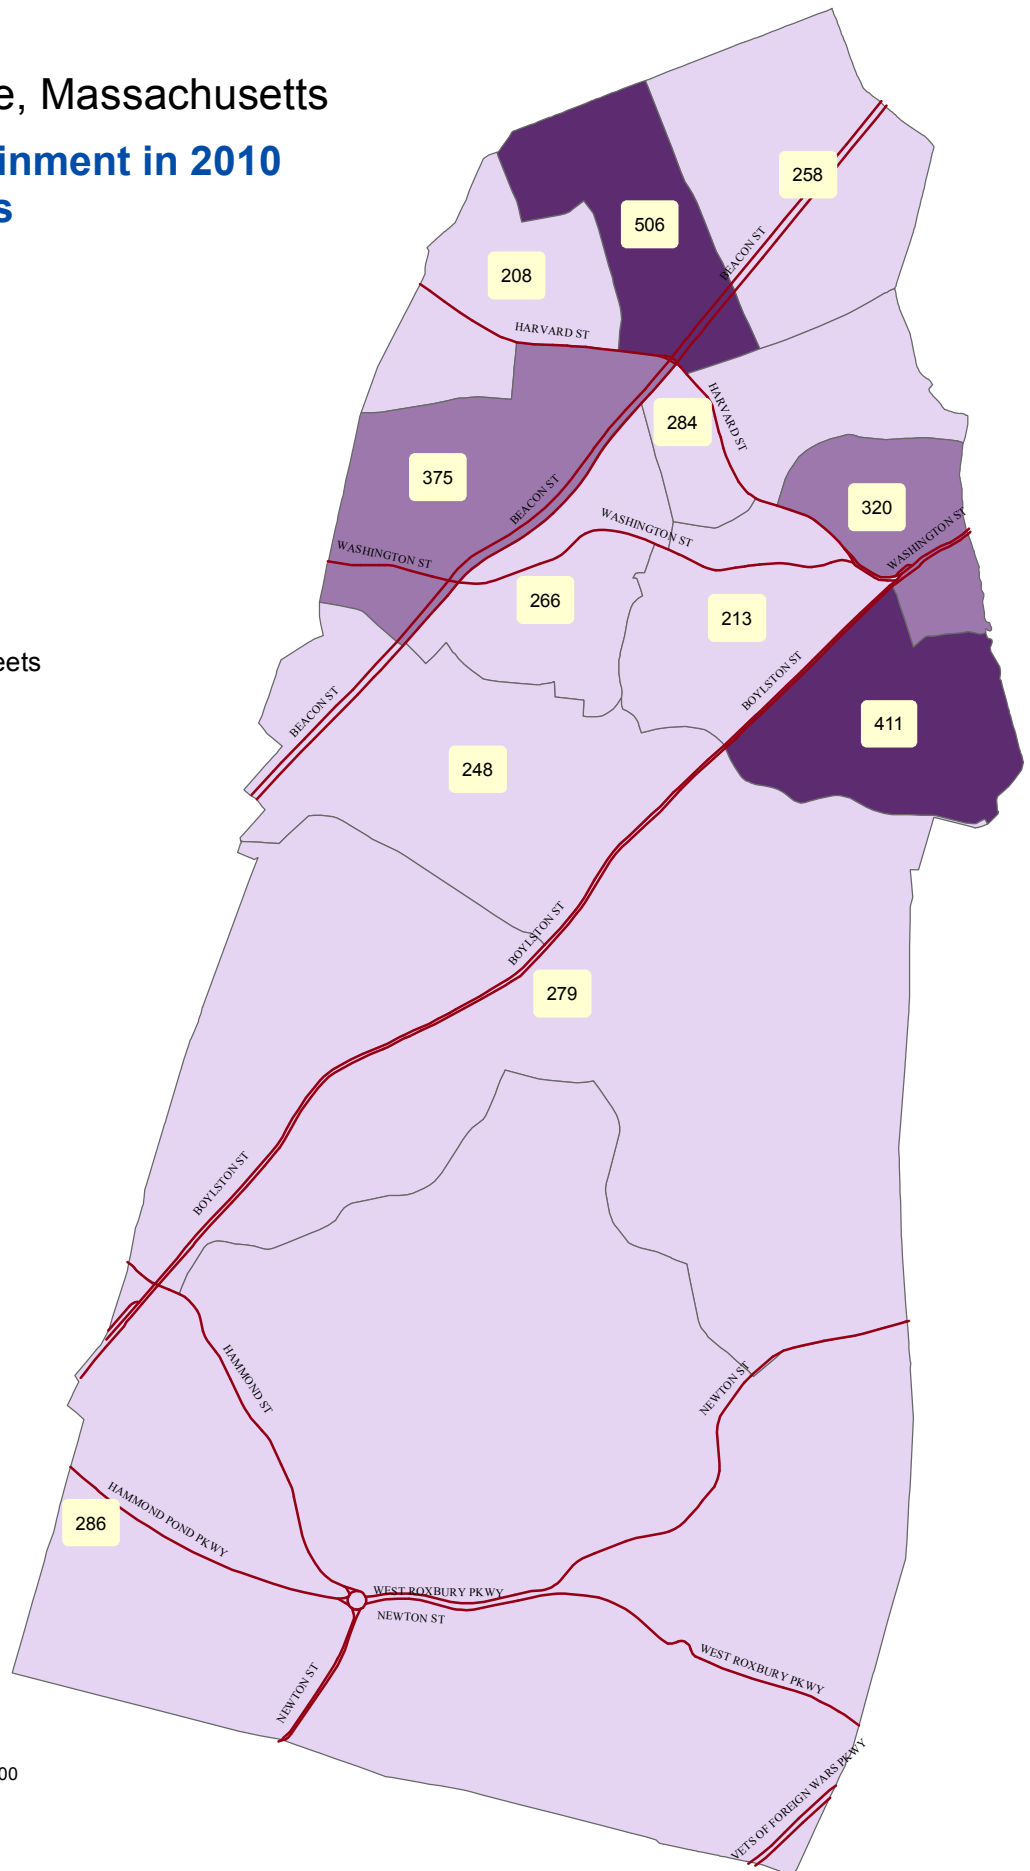 e, Massachusetts
inment in 2010
s
258
506
BEACON ST
208
HARVARD ST
HARVARD ST
284
375
BEACON ST
320
WASHINGTON ST
WASHINGTON ST
WASHINGTON ST
266
213
eets
BOYLSTON ST
BEACON ST
411
248
BOYLSTON ST
279
BOYLSTON ST
HAMMOND ST
NEWTON ST
HAMMOND POND PKWY
286
WEST ROXBURY PKWY
NEWTON ST
WEST ROXBURY PKWY
NEWTON ST
VETS OF FOREIGN WARS PKWY
00